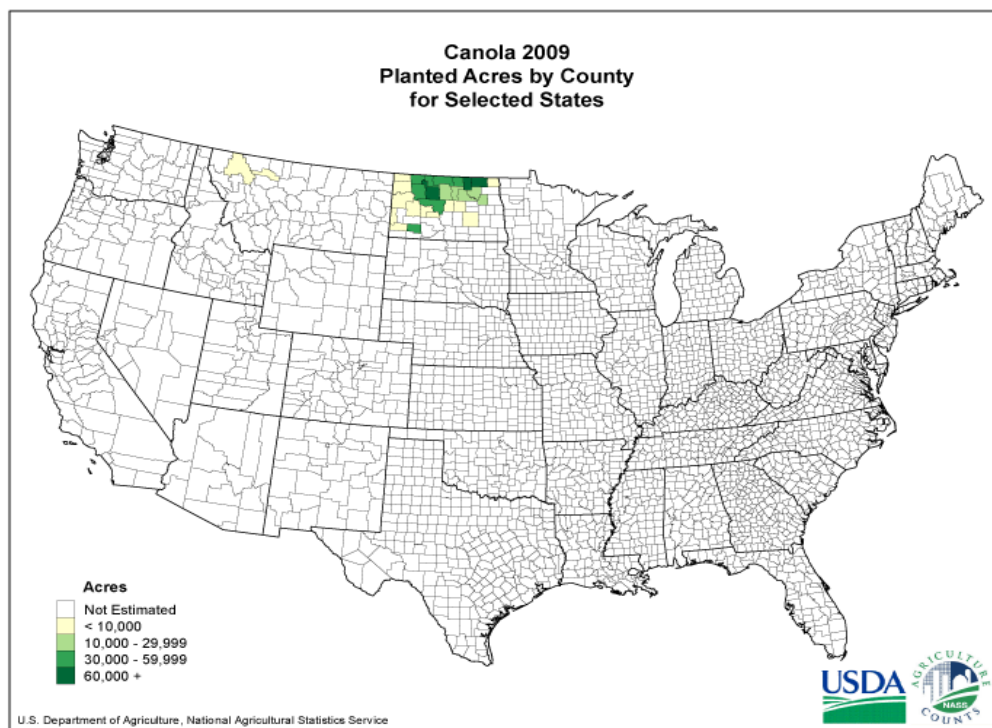 Canola 2009
Planted Acres by County
for Selected States
Acres
Not Estimated
< 10,000
10,000 - 29,999
30,000 - 59,999
60,000 +
USDA
AGRICULTURE
NASS
COUNTS
U.S. Department of Agriculture, National Agricultural Statistics Service